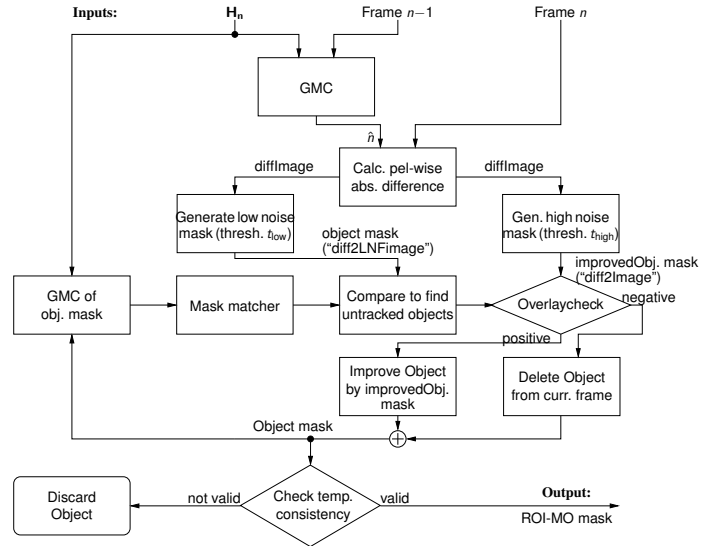 Inputs:
Hn
Frame n−1
Frame n
GMC
n̂
diffImage
Calc. pel-wise
abs. difference
diffImage
Generate low noise
mask (thresh. tlow)
Gen. high noise
mask (thresh. thigh)
object mask
("diff2LNFimage")
improvedObj. mask
("diff2Image")
GMC of
obj. mask
Mask matcher
Compare to find
untracked objects
Overlaycheck
negative
positive
Improve Object
by improvedObj.
mask
Delete Object
from curr. frame
Object mask
Discard
Object
not valid
Check temp.
consistency
valid
Output:
ROI-MO mask